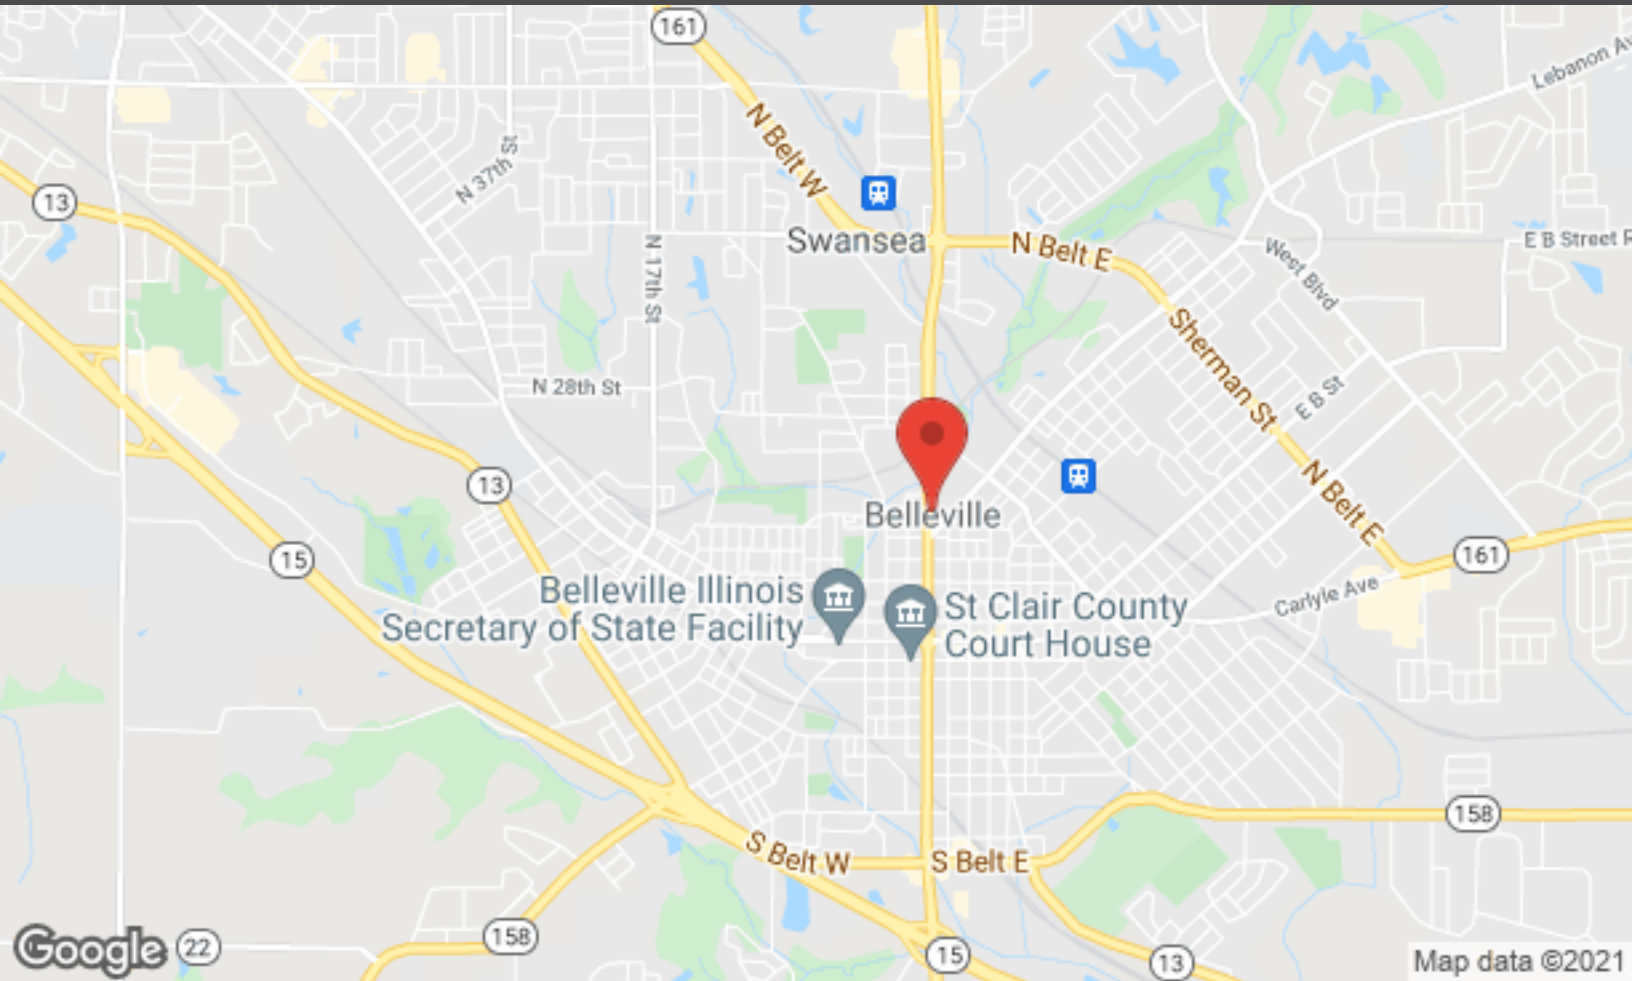 161
Lebanon Av
N Belt W
N 37th St
13
Swansea
N Belt E
E B Street R
West Blvd
N 17th St
Sherman St
N 28th St
E B St
13
N Belt E
Belleville
15
161
Belleville Illinois
Secretary of State Facility
St Clair County
Court House
Carlyle Ave
158
S Belt W
S Belt E
158
Google
22
15
13
Map data ©2021